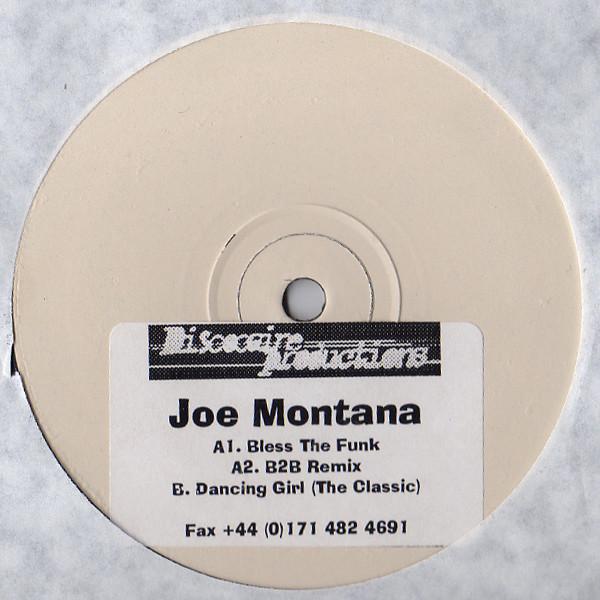 Discocaine
Productions
Joe Montana
A1. Bless The Funk
A2. B2B Remix
B. Dancing Girl (The Classic)
Fax +44 (0)171 482 4691